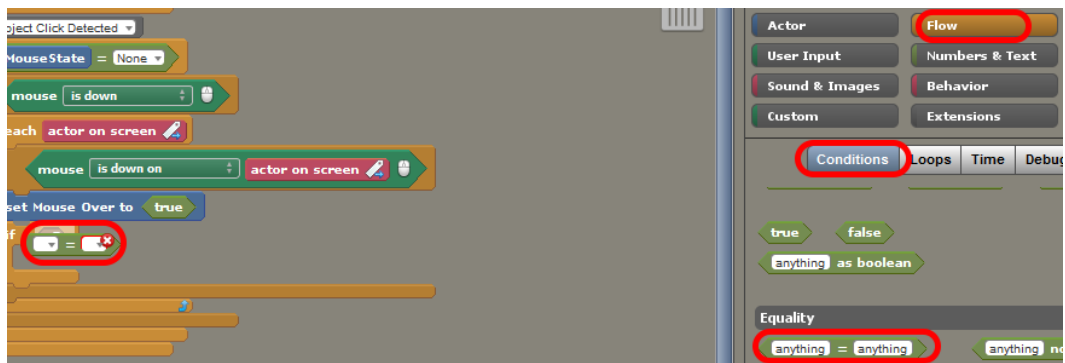 oject Click Detected
MouseState = None
mouse is down
each actor on screen
mouse is down on actor on screen
set Mouse Over to true
if =
Actor
Flow
User Input
Numbers & Text
Sound & Images
Behavior
Custom
Extensions
Conditions Loops Time Debug
true false
anything as boolean
Equality
anything = anything anything no